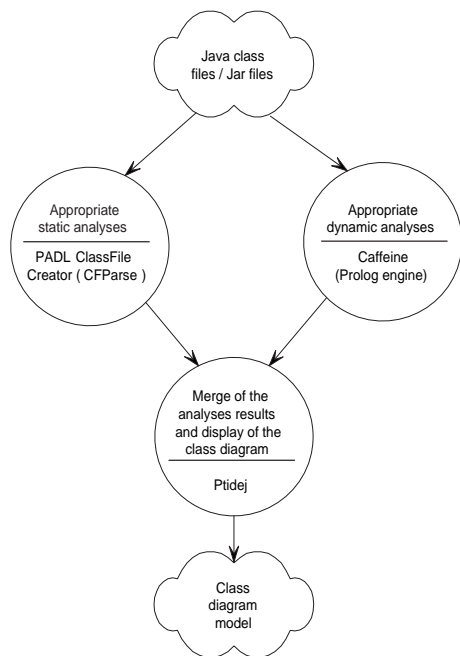 Java class
files / Jar files
Appropriate
static analyses
PADL ClassFile
Creator ( CFParse )
Appropriate
dynamic analyses
Caffeine
(Prolog engine)
Merge of the
analyses results
and display of the
class diagram
Ptidej
Class
diagram
model